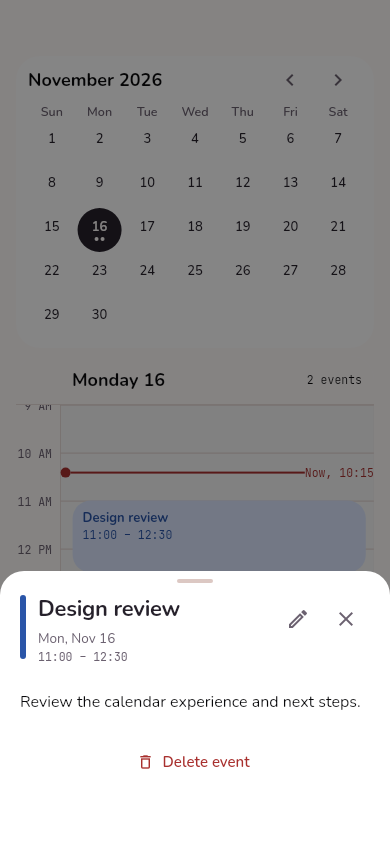 November 2026
Sun Mon Tue Wed Thu Fri Sat
1 2 3 4 5 6 7
8 9 10 11 12 13 14
15 16 17 18 19 20 21
22 23 24 25 26 27 28
29 30
Monday 16 2 events
9 AM
10 AM
Now, 10:15
11 AM
Design review
11:00 – 12:30
12 PM
Design review
Mon, Nov 16
11:00 – 12:30
Review the calendar experience and next steps.
Delete event